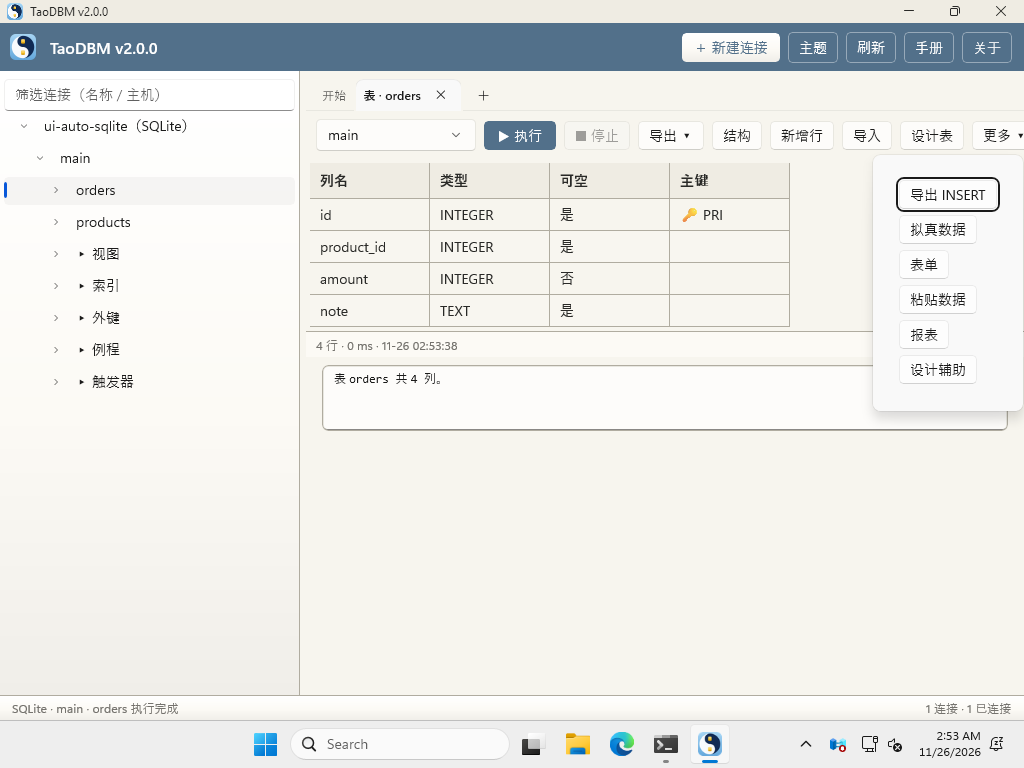 TaoDBM v2.0.0
TaoDBM v2.0.0
+ 新建连接
主题
刷新
手册
关于
筛选连接（名称 / 主机）
开始
表 · orders
ui-auto-sqlite（SQLite）
main
orders
products
视图
索引
外键
例程
触发器
main
执行
停止
导出
结构
新增行
导入
设计表
更多
列名 类型 可空 主键
id INTEGER 是 🔑 PRI
product_id INTEGER 是
amount INTEGER 否
note TEXT 是
4 行 · 0 ms · 11-26 02:53:38
表 orders 共 4 列。
导出 INSERT
拟真数据
表单
粘贴数据
报表
设计辅助
SQLite · main · orders 执行完成
1 连接 · 1 已连接
Search
2:53 AM
11/26/2026